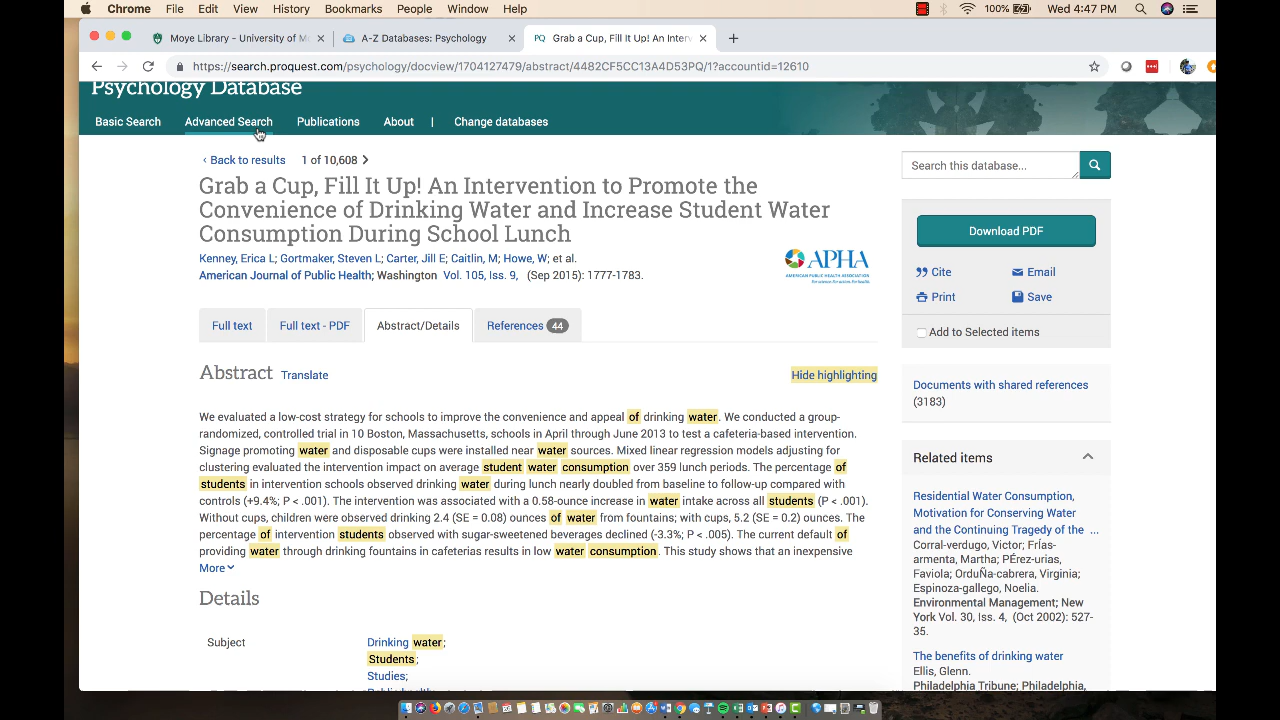 Chrome File Edit View History Bookmarks People Window Help 100% Wed 4:47 PM
Moye Library - University of Mo
A-Z Databases: Psychology
PQ Grab a Cup, Fill It Up! An Interv
https://search.proquest.com/psychology/docview/1704127479/abstract/4482CF5CC13A4D53PQ/1?accountid=12610
Psychology Database
Basic Search Advanced Search Publications About | Change databases
Back to results 1 of 10,608
Search this database...
Grab a Cup, Fill It Up! An Intervention to Promote the
Convenience of Drinking Water and Increase Student Water
Consumption During School Lunch
Kenney, Erica L; Gortmaker, Steven L; Carter, Jill E; Caitlin, M; Howe, W; et al.
American Journal of Public Health; Washington Vol. 105, Iss. 9, (Sep 2015): 1777-1783.
APHA
AMERICAN PUBLIC HEALTH ASSOCIATION
Download PDF
Cite Email
Print Save
Add to Selected items
Full text Full text - PDF Abstract/Details References 44
Abstract Translate Hide highlighting
We evaluated a low-cost strategy for schools to improve the convenience and appeal of drinking water. We conducted a group-
randomized, controlled trial in 10 Boston, Massachusetts, schools in April through June 2013 to test a cafeteria-based intervention.
Signage promoting water and disposable cups were installed near water sources. Mixed linear regression models adjusting for
clustering evaluated the intervention impact on average student water consumption over 359 lunch periods. The percentage of
students in intervention schools observed drinking water during lunch nearly doubled from baseline to follow-up compared with
controls (+9.4%; P < .001). The intervention was associated with a 0.58-ounce increase in water intake across all students (P < .001).
Without cups, children were observed drinking 2.4 (SE = 0.08) ounces of water from fountains; with cups, 5.2 (SE = 0.2) ounces. The
percentage of intervention students observed with sugar-sweetened beverages declined (-3.3%; P < .005). The current default of
providing water through drinking fountains in cafeterias results in low water consumption. This study shows that an inexpensive
More
Details
Subject
Drinking water;
Students;
Studies;
Documents with shared references
(3183)
Related items
Residential Water Consumption,
Motivation for Conserving Water
and the Continuing Tragedy of the ...
Corral-verdugo, Victor; Frías-
armenta, Martha; PÉrez-urias,
Faviola; OrduÑa-cabrera, Virginia;
Espinoza-gallego, Noelia.
Environmental Management; New
York Vol. 30, Iss. 4, (Oct 2002): 527-
35.
The benefits of drinking water
Ellis, Glenn.
Philadelphia Tribune; Philadelphia,